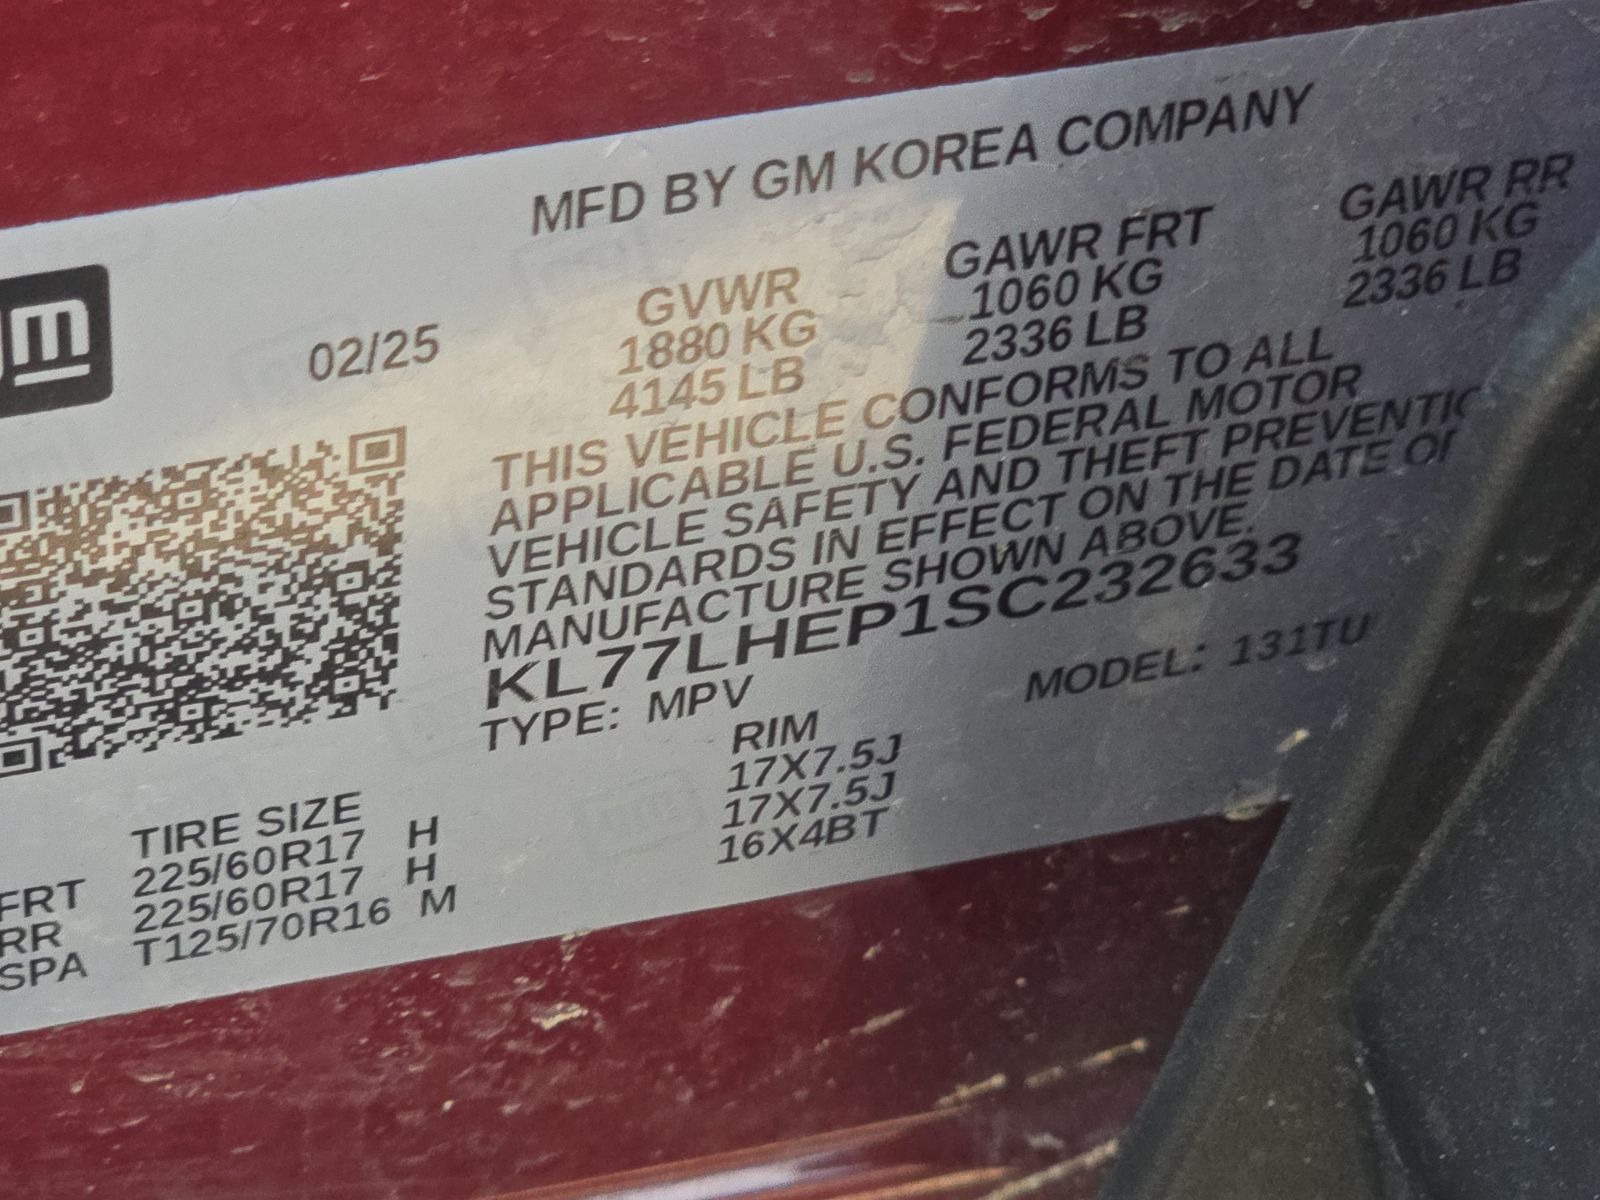 MFD BY GM KOREA COMPANY
02/25
GVWR GAWR FRT GAWR RR
1880 KG 1060 KG 1060 KG
4145 LB 2336 LB 2336 LB
THIS VEHICLE CONFORMS TO ALL
APPLICABLE U.S. FEDERAL MOTOR
VEHICLE SAFETY AND THEFT PREVENTIO
STANDARDS IN EFFECT ON THE DATE OF
MANUFACTURE SHOWN ABOVE.
KL77LHEP1SC232633
TYPE: MPV MODEL: 131TU
TIRE SIZE RIM
FRT 225/60R17 H 17X7.5J
RR 225/60R17 H 17X7.5J
SPA T125/70R16 M 16X4BT